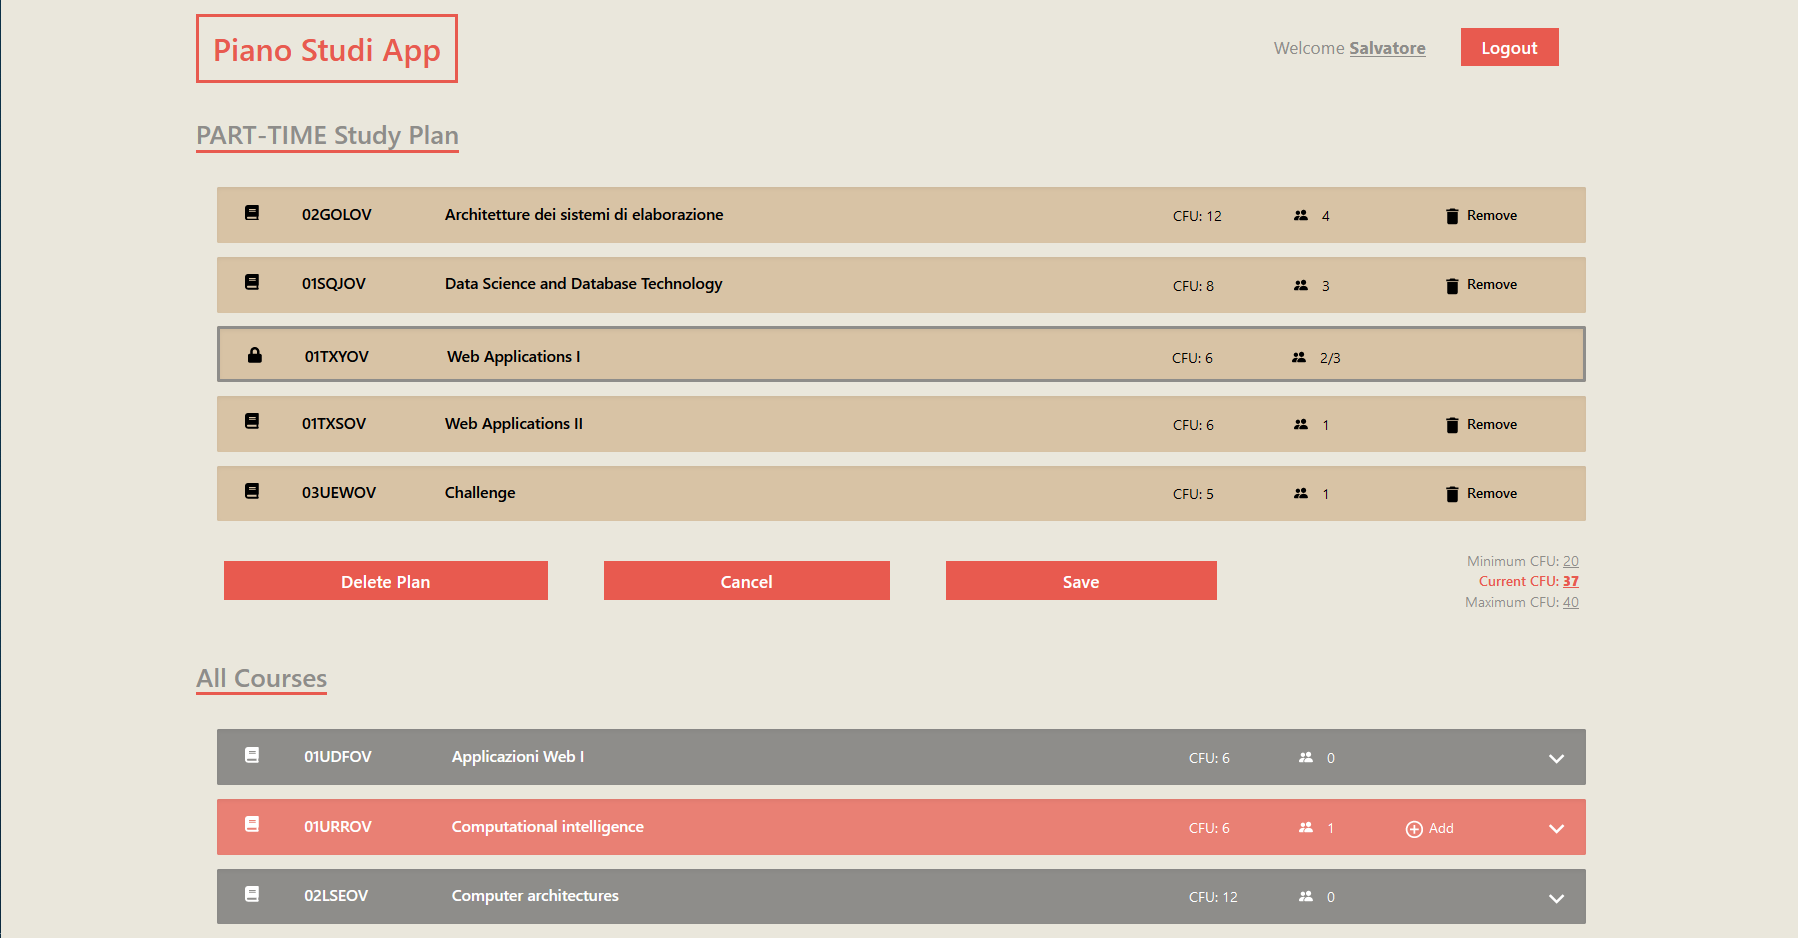 Piano Studi App
Welcome Salvatore
Logout
PART-TIME Study Plan
02GOLOV Architetture dei sistemi di elaborazione CFU: 12 4 Remove
01SQJOV Data Science and Database Technology CFU: 8 3 Remove
01TXYOV Web Applications I CFU: 6 2/3
01TXSOV Web Applications II CFU: 6 1 Remove
03UEWOV Challenge CFU: 5 1 Remove
Delete Plan Cancel Save
Minimum CFU: 20
Current CFU: 37
Maximum CFU: 40
All Courses
01UDFOV Applicazioni Web I CFU: 6 0
01URROV Computational intelligence CFU: 6 1 Add
02LSEOV Computer architectures CFU: 12 0